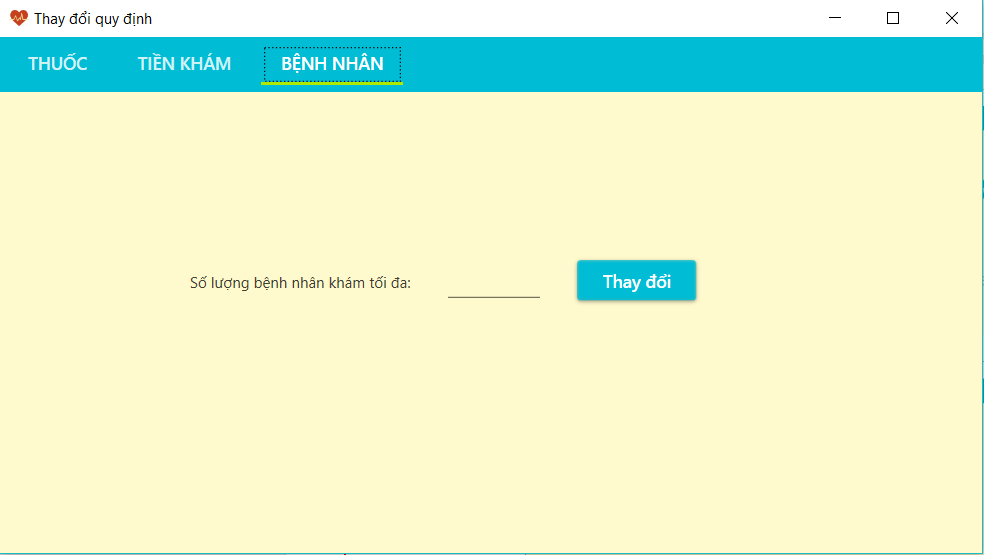 Thay đổi quy định
THUỐC TIỀN KHÁM BỆNH NHÂN
Số lượng bệnh nhân khám tối đa: Thay đổi